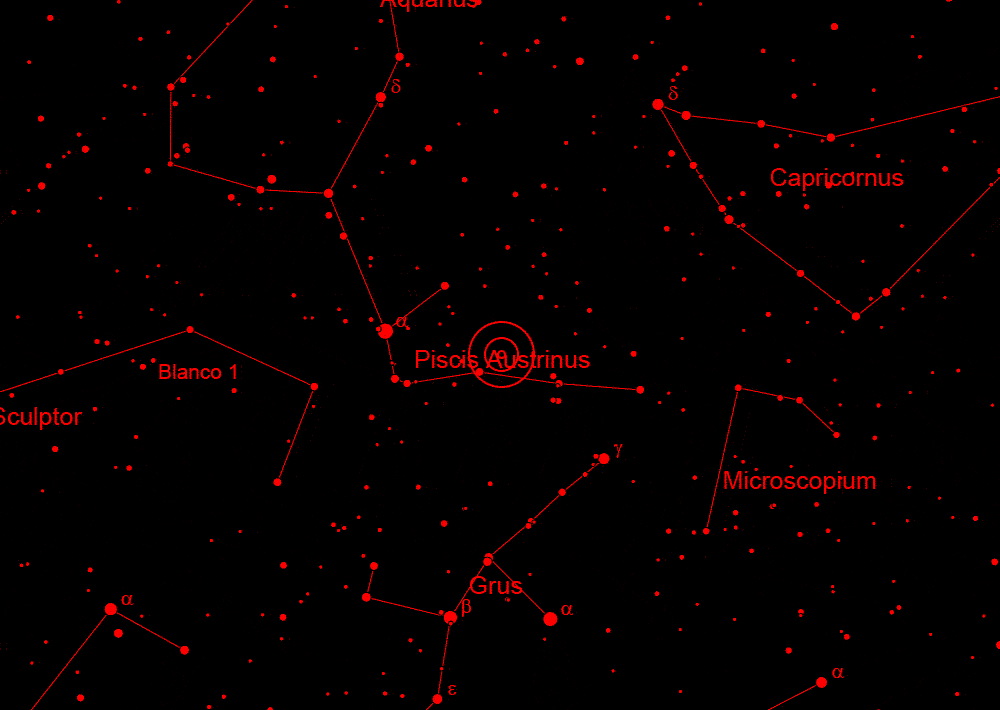 Aquarius
δ
δ
Capricornus
α
Piscis Austrinus
Blanco 1
Sculptor
γ
Microscopium
Grus
α
β
α
α
ε